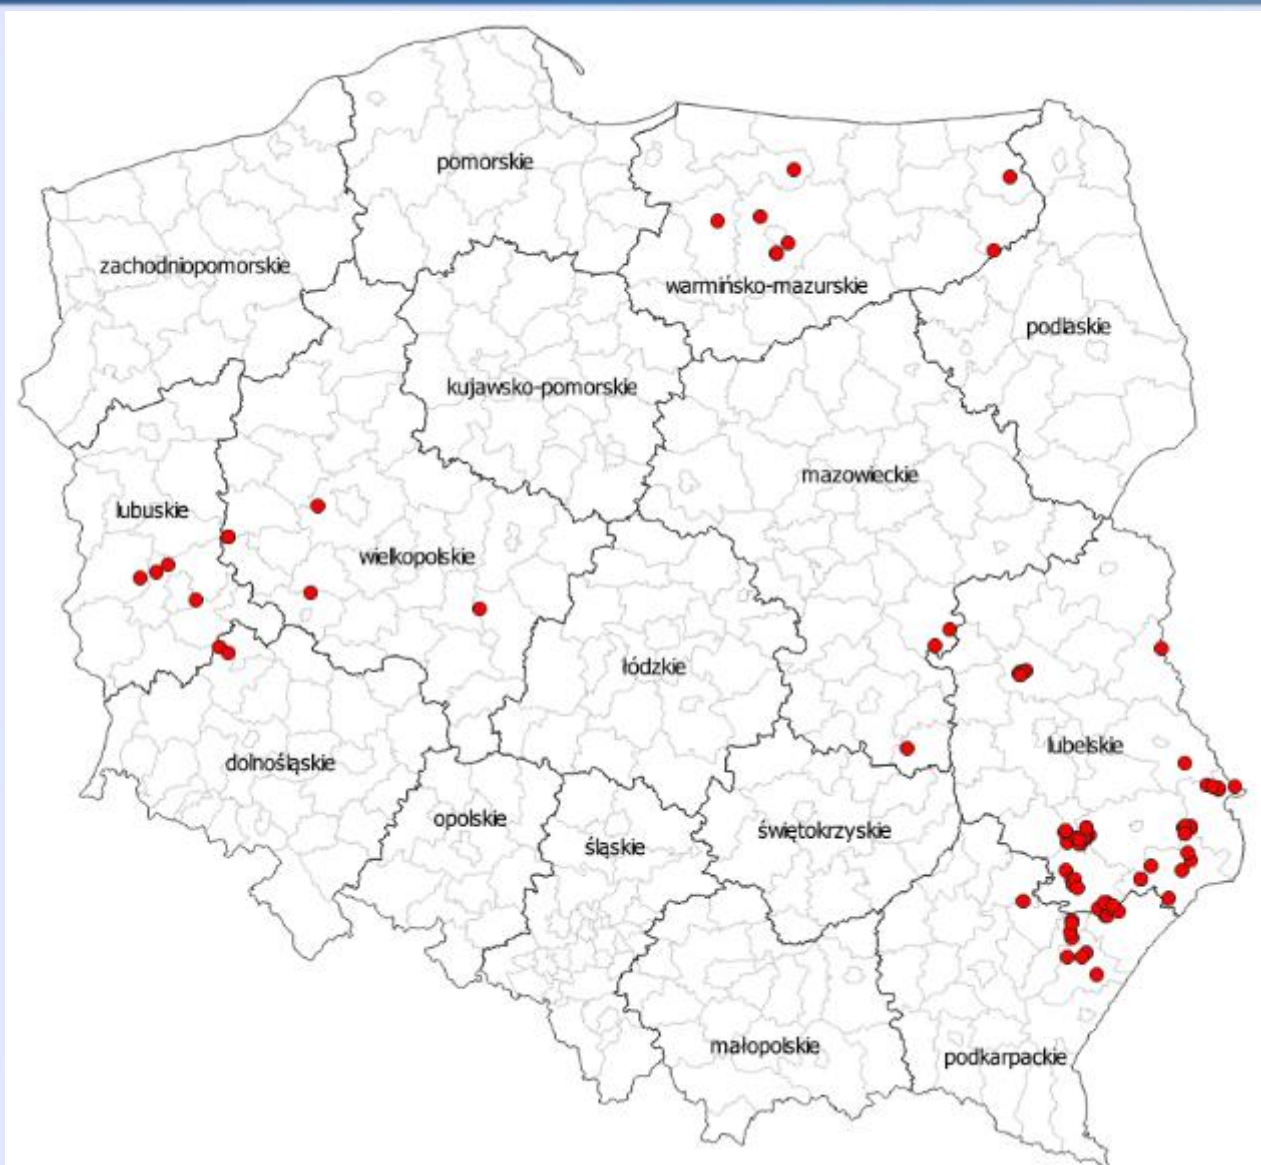 pomorskie
zachodniopomorskie
warmińsko-mazurskie
podlaskie
kujawsko-pomorskie
mazowieckie
lubuskie
wielkopolskie
łódzkie
lubelskie
dolnośląskie
opolskie
świętokrzyskie
śląskie
małopolskie
podkarpackie